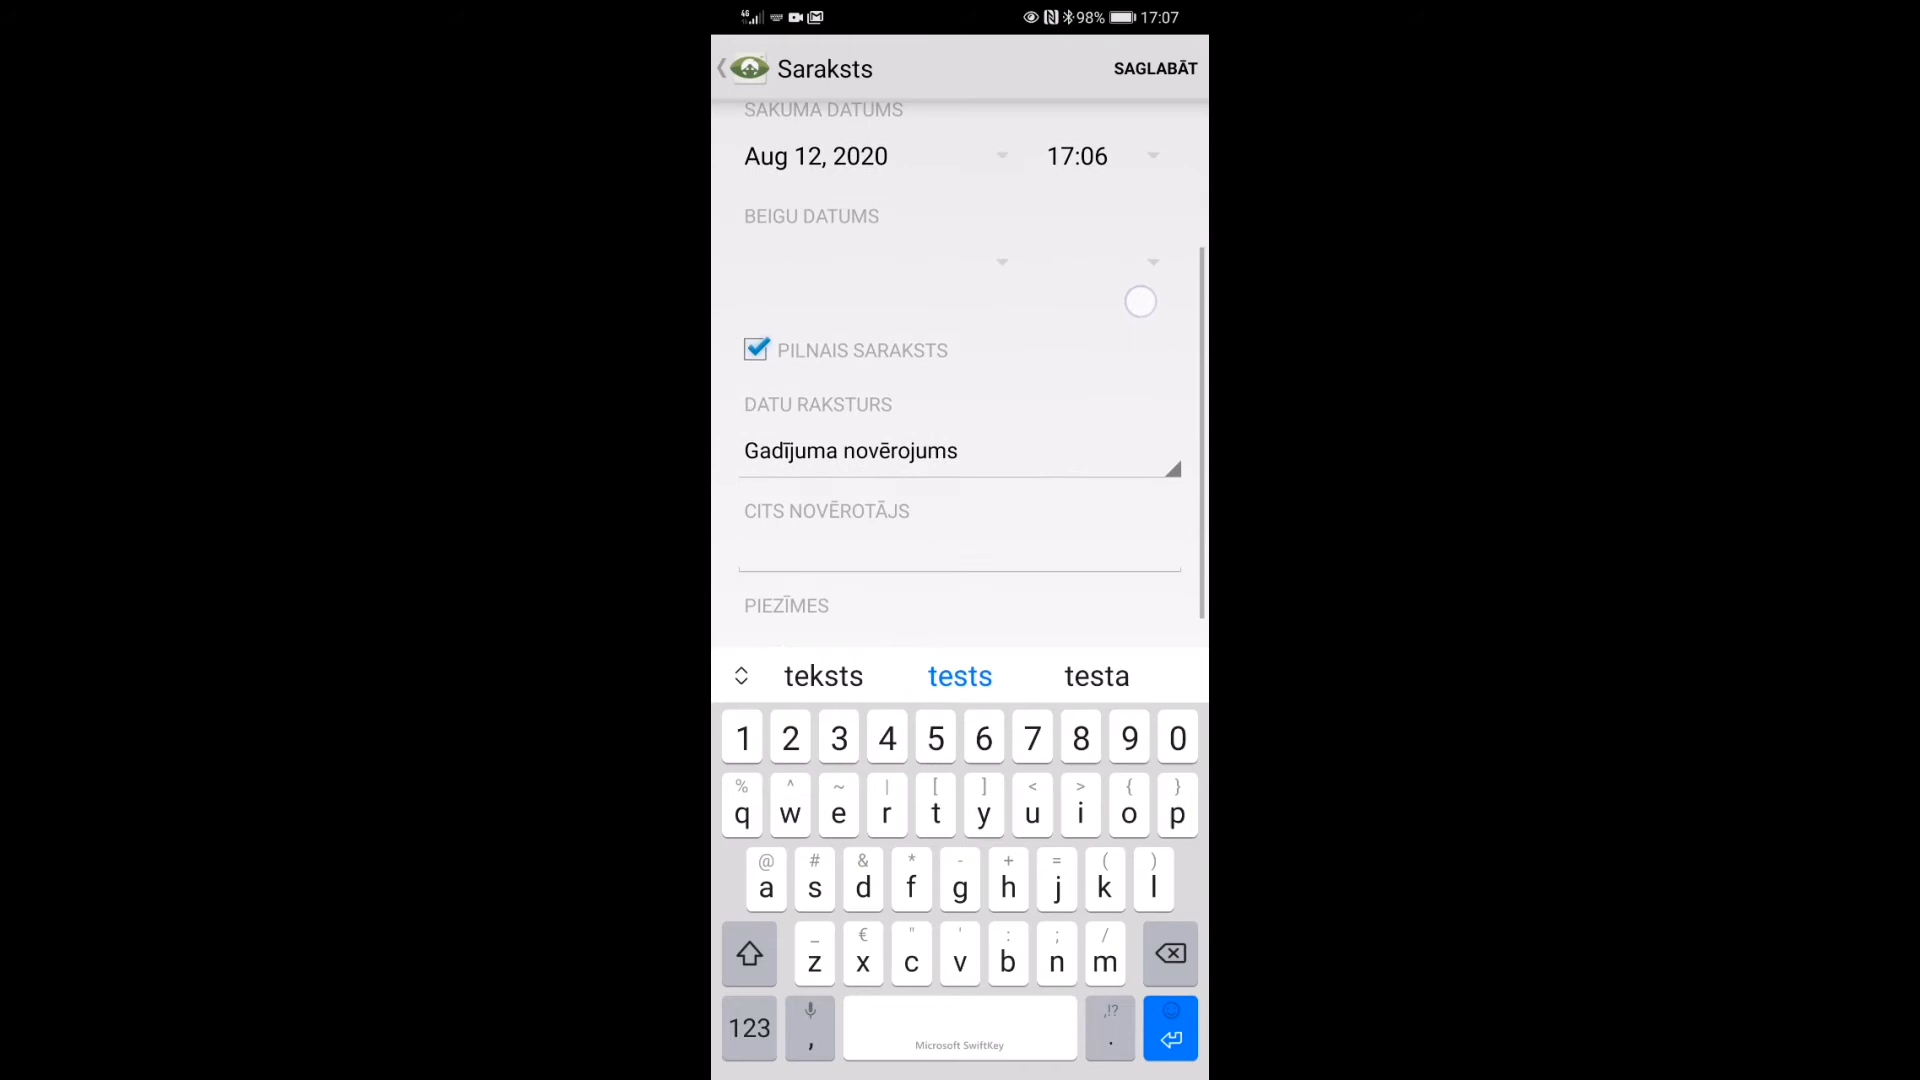 4G 98% 17:07
Saraksts SAGLABĀT
SĀKUMA DATUMS
Aug 12, 2020 17:06
BEIGU DATUMS
PILNAIS SARAKSTS
DATU RAKSTURS
Gadījuma novērojums
CITS NOVĒROTĀJS
PIEZĪMES
teksts tests testa
1 2 3 4 5 6 7 8 9 0
% ^ ~ | [ ] < > { }
q w e r t y u i o p
@ # & * - + = ( )
a s d f g h j k l
_ € " ' : ; /
z x c v b n m
,!?
123 , Microsoft SwiftKey .